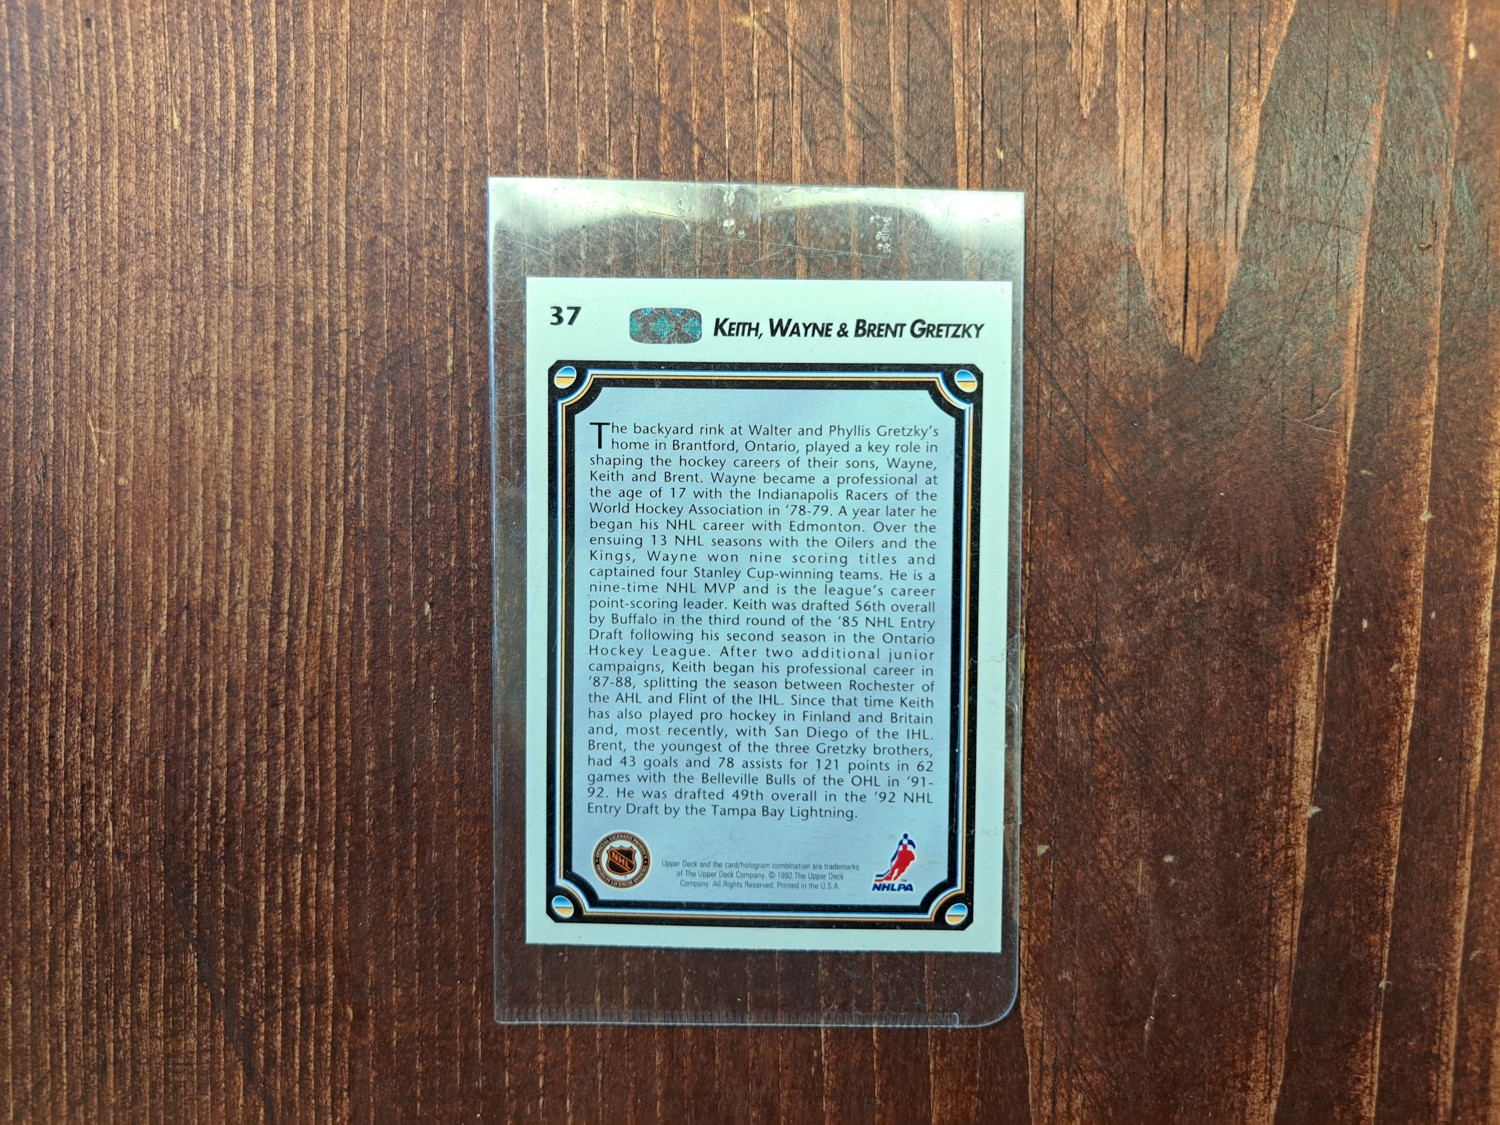 37
KEITH, WAYNE & BRENT GRETZKY
The backyard rink at Walter and Phyllis Gretzky's
home in Brantford, Ontario, played a key role in
shaping the hockey careers of their sons, Wayne,
Keith and Brent. Wayne became a professional at
the age of 17 with the Indianapolis Racers of the
World Hockey Association in '78-79. A year later he
began his NHL career with Edmonton. Over the
ensuing 13 NHL seasons with the Oilers and the
Kings, Wayne won nine scoring titles and
captained four Stanley Cup-winning teams. He is a
nine-time NHL MVP and is the league's career
point-scoring leader. Keith was drafted 56th overall
by Buffalo in the third round of the '85 NHL Entry
Draft following his second season in the Ontario
Hockey League. After two additional junior
campaigns, Keith began his professional career in
'87-88, splitting the season between Rochester of
the AHL and Flint of the IHL. Since that time Keith
has also played pro hockey in Finland and Britain
and, most recently, with San Diego of the IHL.
Brent, the youngest of the three Gretzky brothers,
had 43 goals and 78 assists for 121 points in 62
games with the Belleville Bulls of the OHL in '91-
92. He was drafted 49th overall in the '92 NHL
Entry Draft by the Tampa Bay Lightning.
NHL
Upper Deck and the card/hologram combination are trademarks
of The Upper Deck Company. © 1992 The Upper Deck
Company. All Rights Reserved. Printed in the U.S.A.
NHLPA